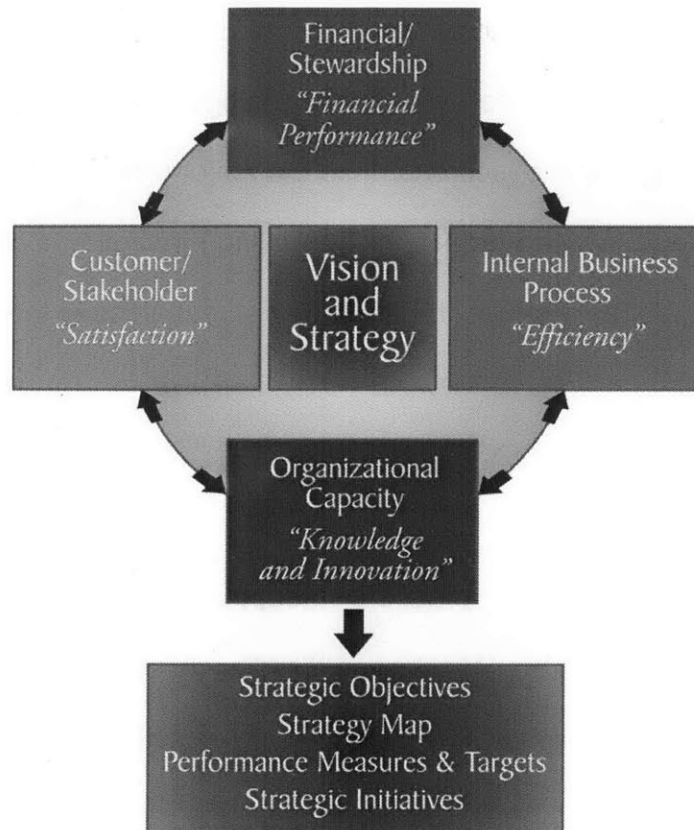 Financial/
Stewardship
“Financial
Performance”
Customer/
Stakeholder
“Satisfaction”
Vision
and
Strategy
Internal Business
Process
“Efficiency”
Organizational
Capacity
“Knowledge
and Innovation”
Strategic Objectives
Strategy Map
Performance Measures & Targets
Strategic Initiatives